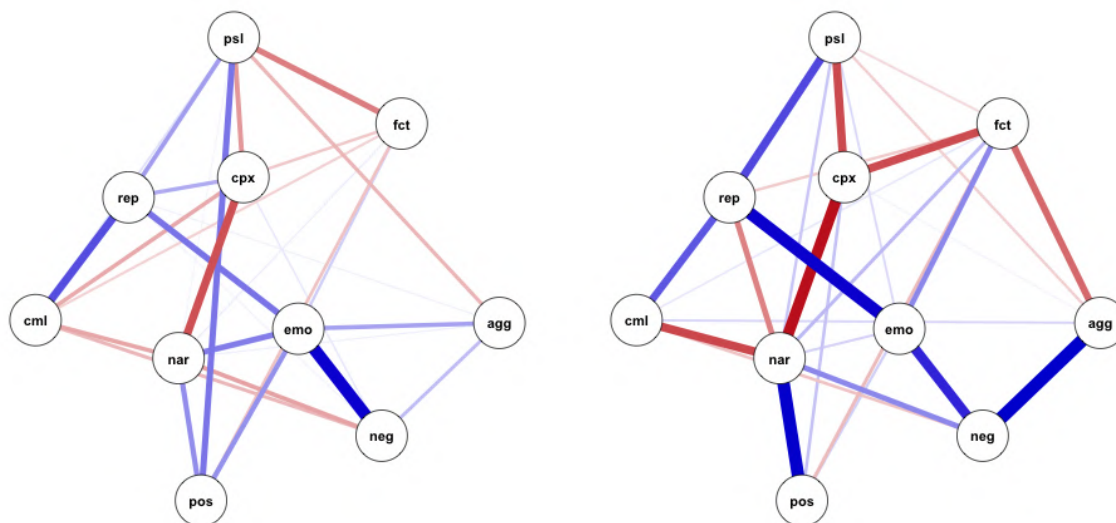 psl
fct
cpx
rep
cml
emo
agg
nar
neg
pos
psl
fct
cpx
rep
cml
emo
agg
nar
neg
pos